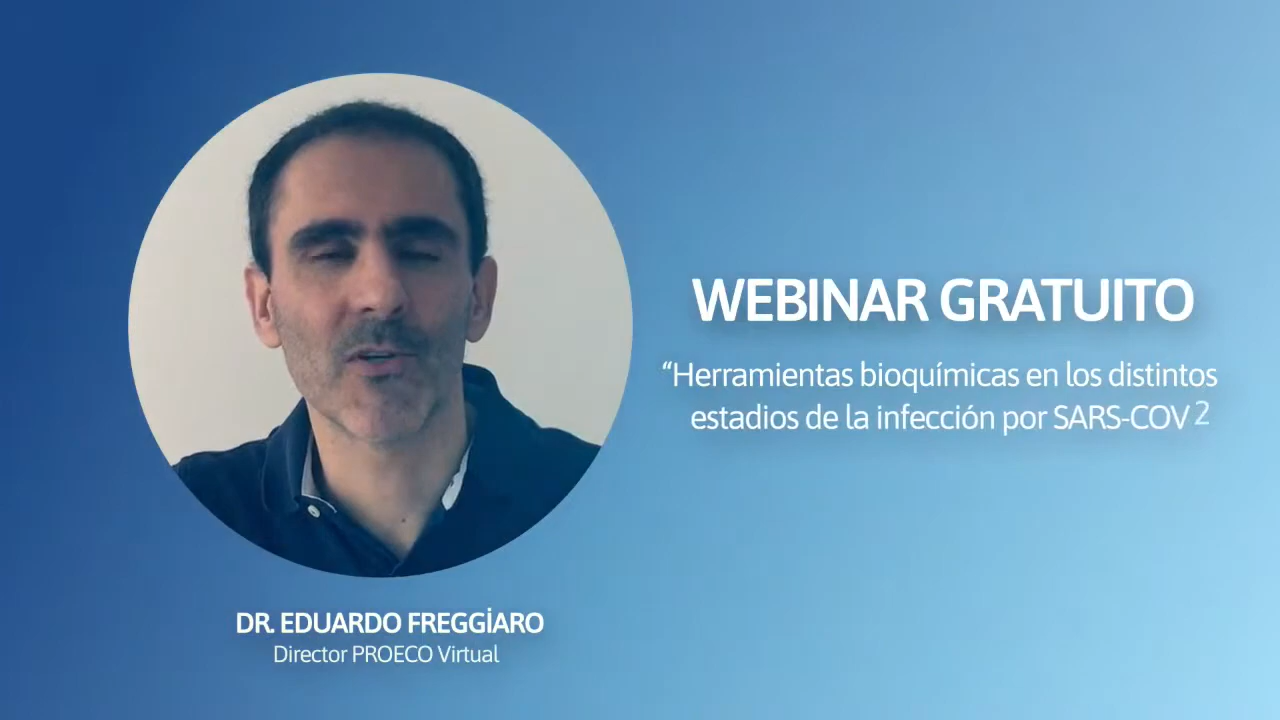 WEBINAR GRATUITO
“Herramientas bioquímicas en los distintos
estadios de la infección por SARS-COV 2
DR. EDUARDO FREGGİARO
Director PROECO Virtual